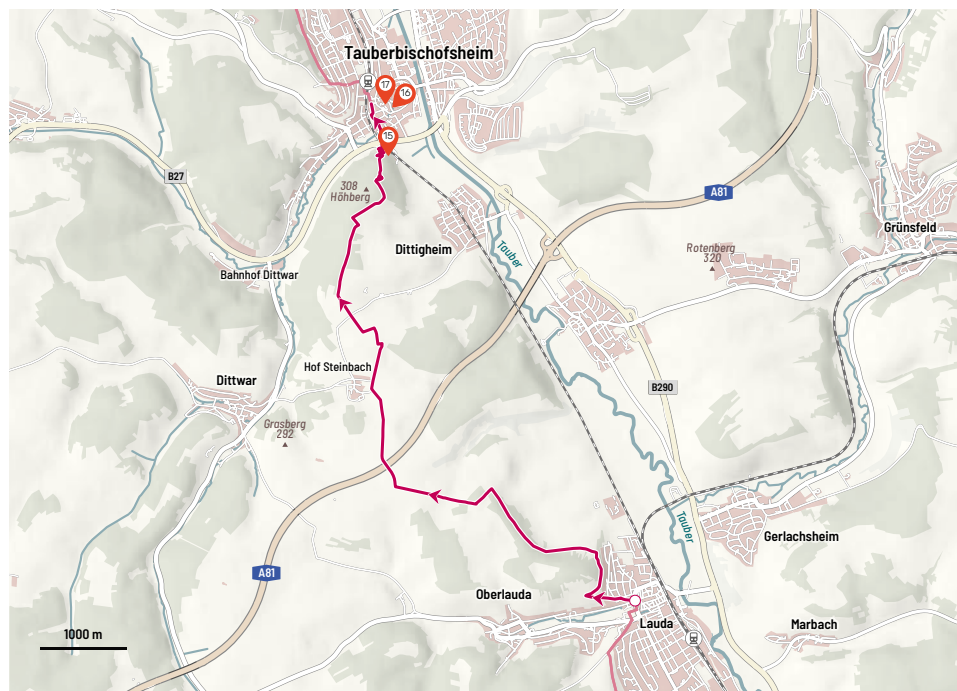 Tauberbischofsheim
17
16
15
B27
308
Höhberg
A81
Grünsfeld
Dittigheim
Tauber
Rotenberg
320
Bahnhof Dittwar
Hof Steinbach
Dittwar
B290
Grasberg
292
Tauber
Gerlachsheim
A81
Oberlauda
Lauda
Marbach
1000 m